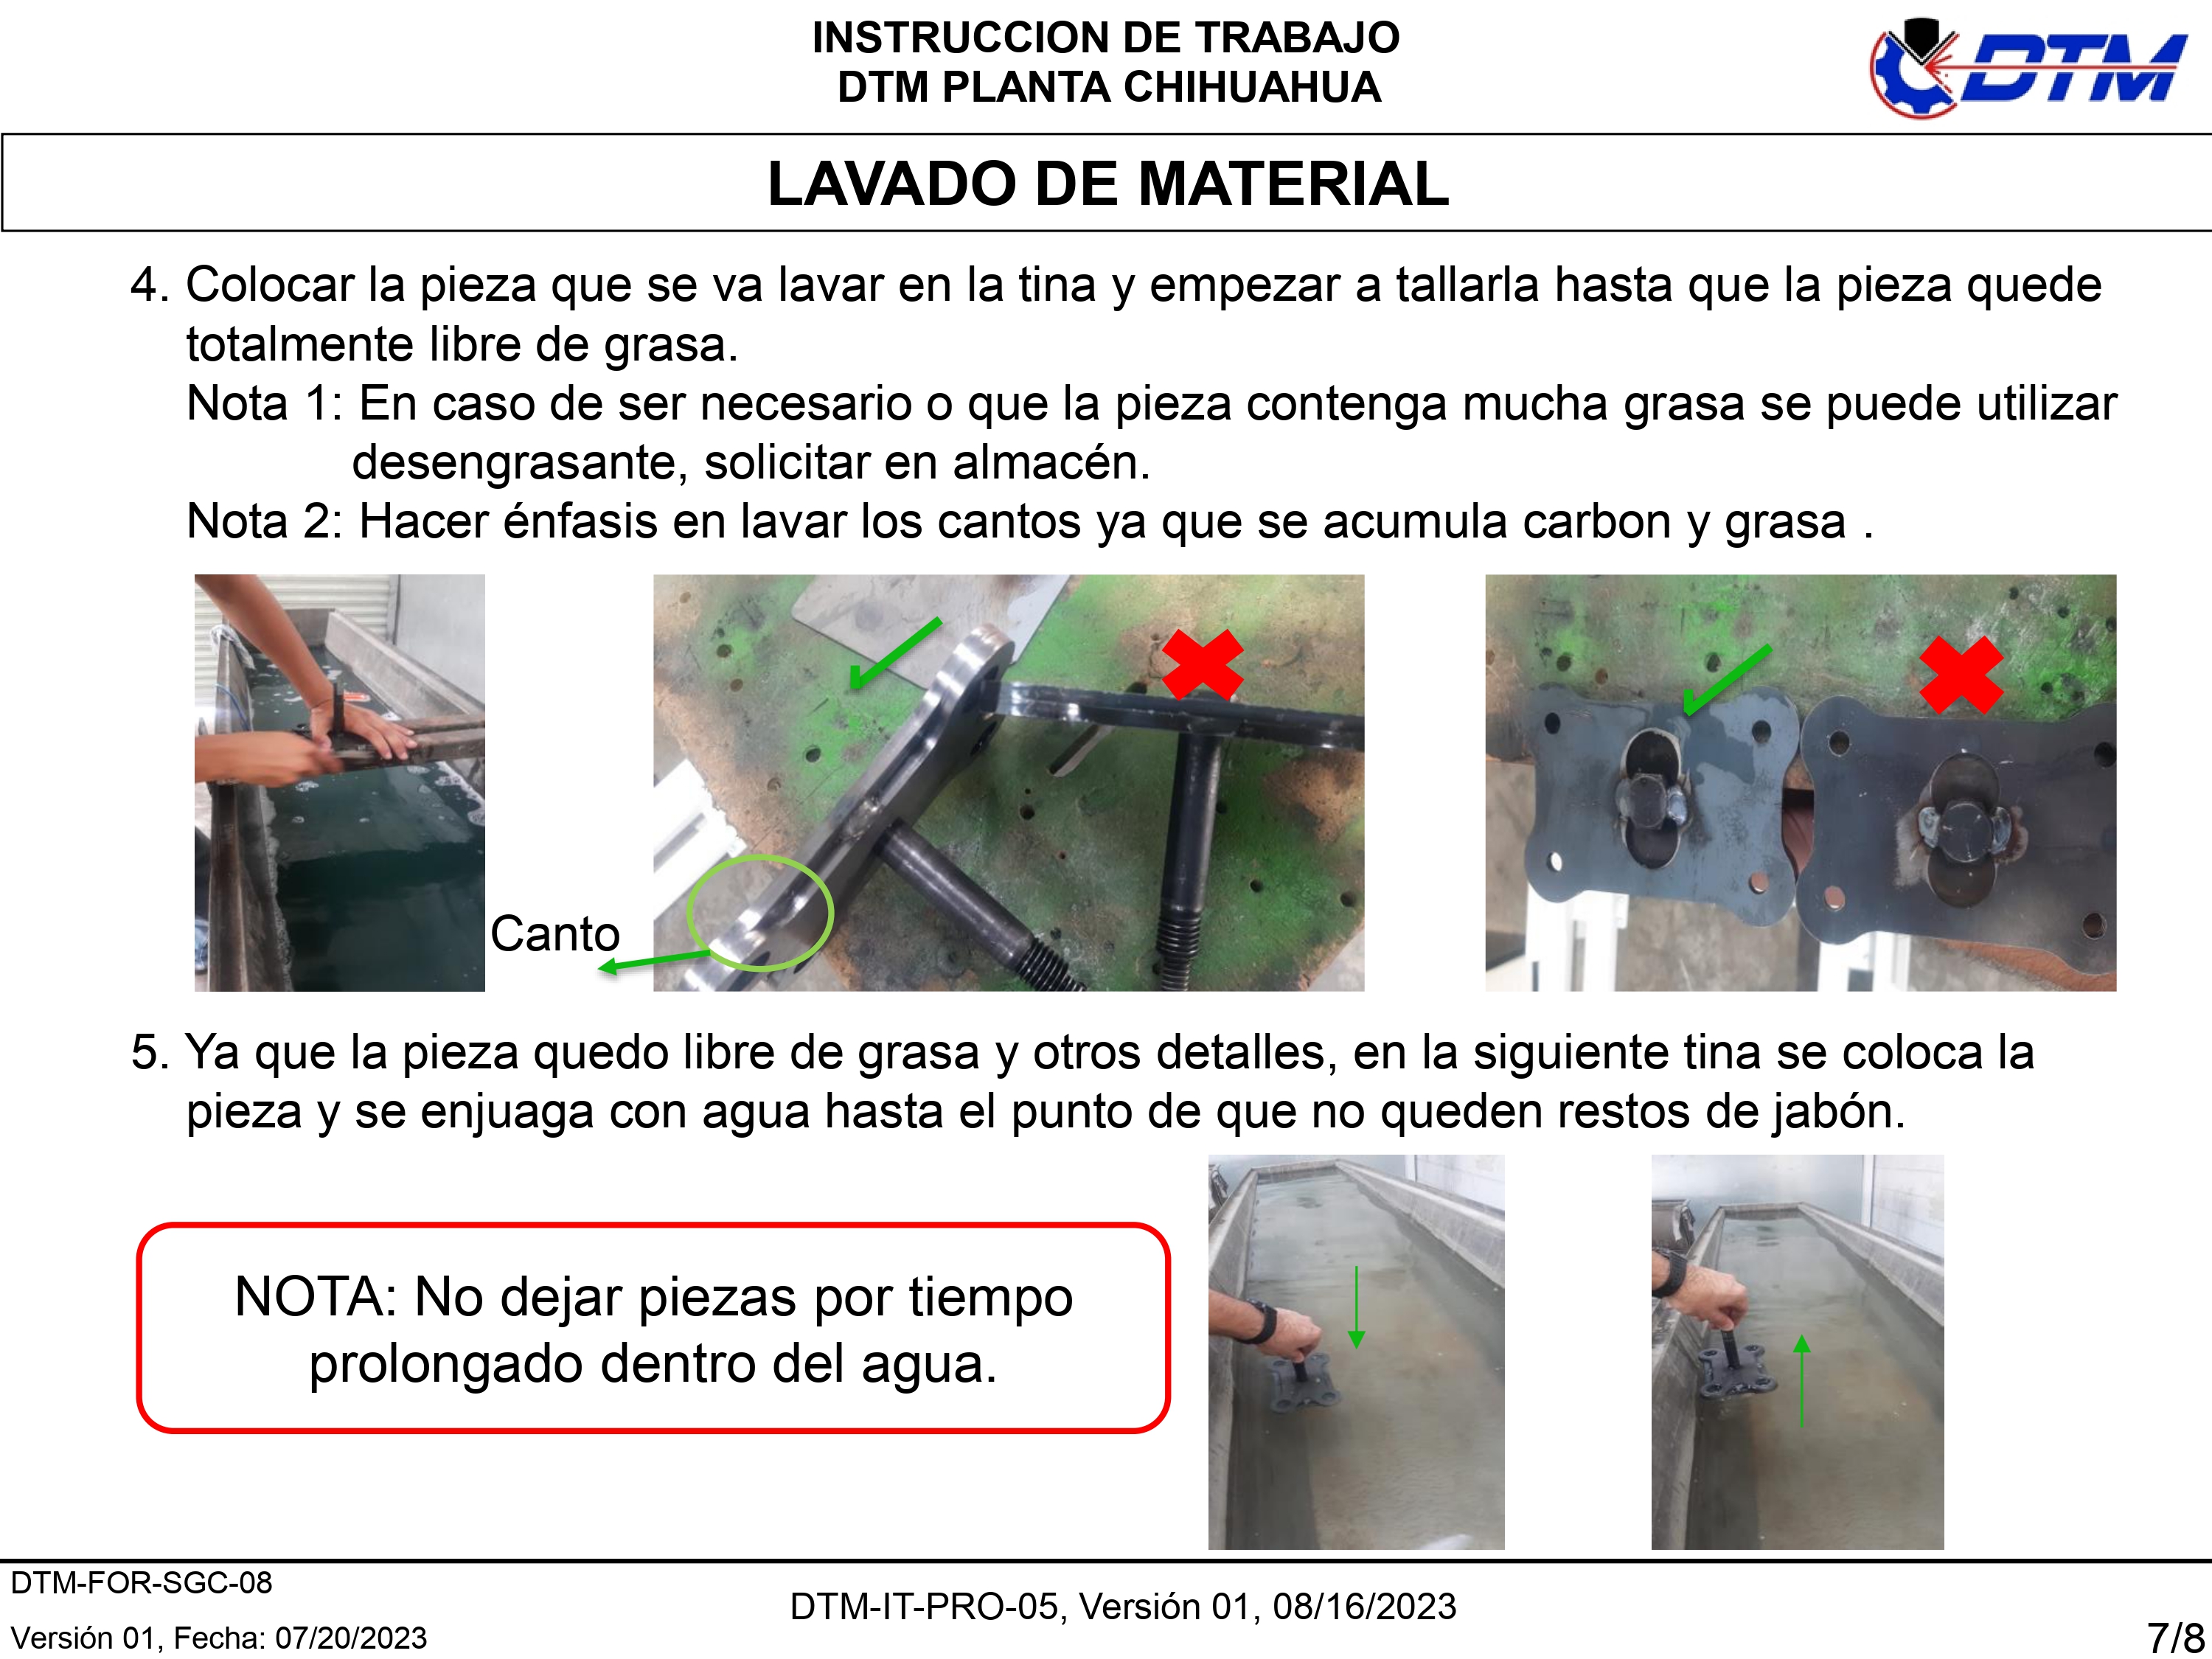 INSTRUCCION DE TRABAJO
DTM PLANTA CHIHUAHUA
DTM
LAVADO DE MATERIAL
4. Colocar la pieza que se va lavar en la tina y empezar a tallarla hasta que la pieza quede
totalmente libre de grasa.
Nota 1: En caso de ser necesario o que la pieza contenga mucha grasa se puede utilizar
desengrasante, solicitar en almacén.
Nota 2: Hacer énfasis en lavar los cantos ya que se acumula carbon y grasa .
Canto
5. Ya que la pieza quedo libre de grasa y otros detalles, en la siguiente tina se coloca la
pieza y se enjuaga con agua hasta el punto de que no queden restos de jabón.
NOTA: No dejar piezas por tiempo
prolongado dentro del agua.
DTM-FOR-SGC-08
Versión 01, Fecha: 07/20/2023
DTM-IT-PRO-05, Versión 01, 08/16/2023
7/8